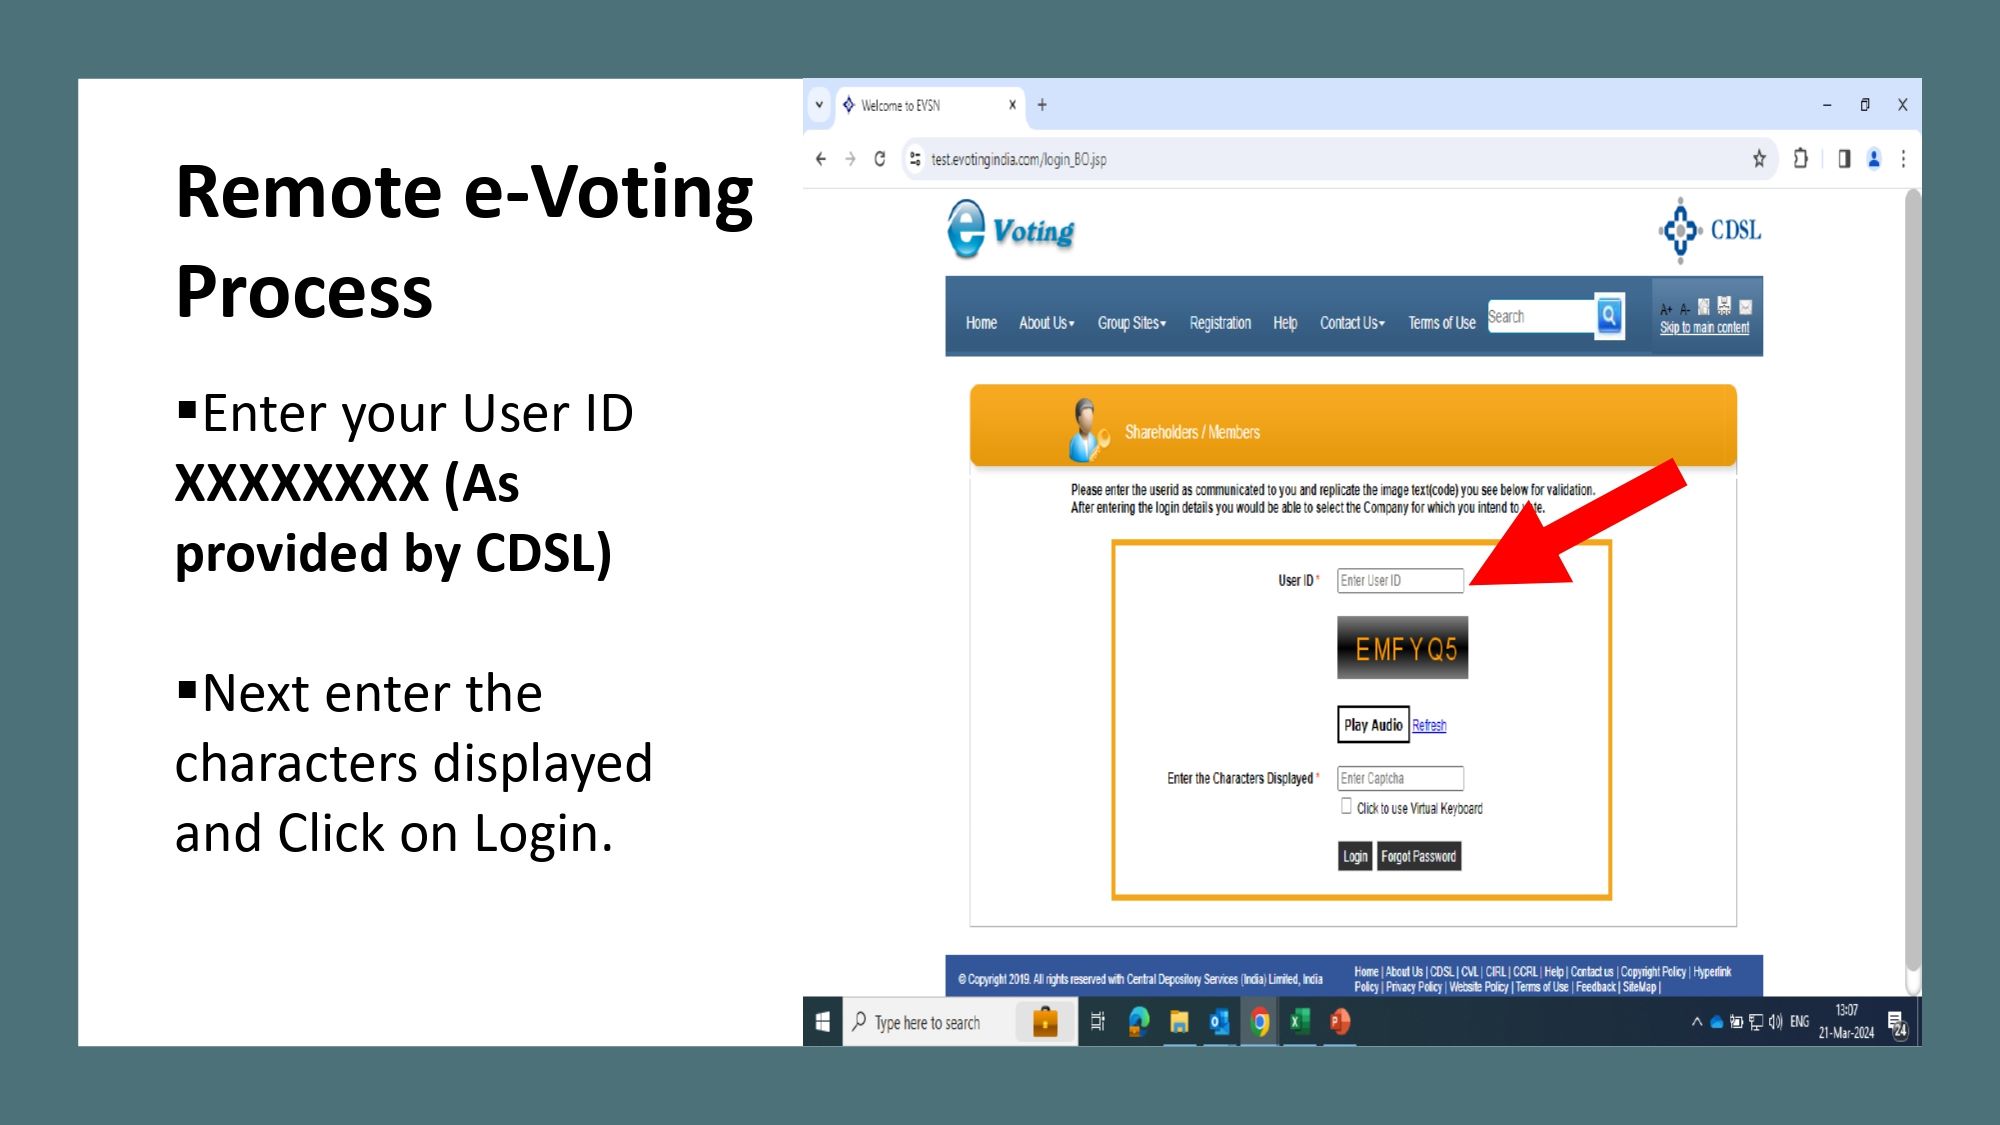 Remote e-Voting
Process
▪Enter your User ID
XXXXXXXX (As
provided by CDSL)
▪Next enter the
characters displayed
and Click on Login.
Welcome to EVSN
test.evotingindia.com/login_BO.jsp
e Voting
CDSL
Home About Us Group Sites Registration Help Contact Us Terms of Use Search
A+ A-
Skip to main content
Shareholders / Members
Please enter the userid as communicated to you and replicate the image text(code) you see below for validation.
After entering the login details you would be able to select the Company for which you intend to
User ID * Enter User ID
EMFYQ5
Play Audio Refresh
Enter the Characters Displayed * Enter Captcha
Click to use Virtual Keyboard
Login Forgot Password
© Copyright 2019. All rights reserved with Central Depository Services (India) Limited, India
Home | About Us | CDSL | CVL | CIRL | CCRL | Help | Contact us | Copyright Policy | Hyperlink
Policy | Privacy Policy | Website Policy | Terms of Use | Feedback | SiteMap |
Type here to search
ENG
13:07
21-Mar-2024
24